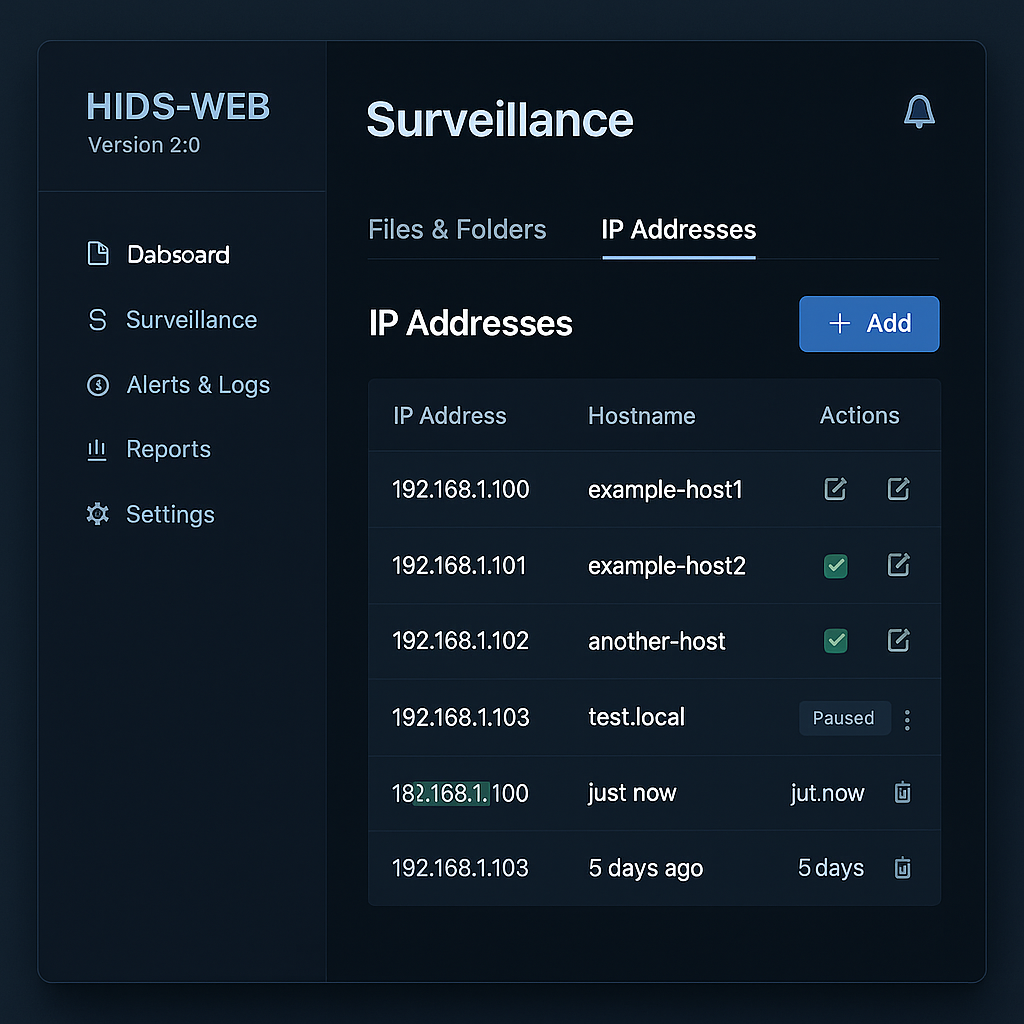 HIDS-WEB
Version 2:0
Dabsoard
Surveillance
Alerts & Logs
Reports
Settings
Surveillance
Files & Folders IP Addresses
IP Addresses + Add
IP Address Hostname Actions
192.168.1.100 example-host1
192.168.1.101 example-host2
192.168.1.102 another-host
192.168.1.103 test.local Paused
182.168.1.100 just now jut.now
192.168.1.103 5 days ago 5 days